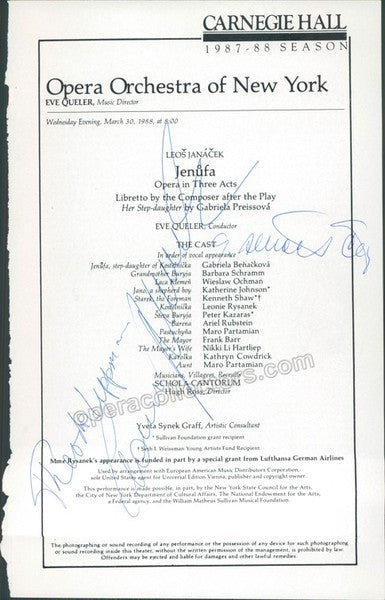 CARNEGIE HALL
1987-88 SEASON
Opera Orchestra of New York
EVE QUELER, Music Director
Wednesday Evening, March 30, 1988, at 8:00
LEOŠ JANÁČEK
Jenůfa
Opera in Three Acts
Libretto by the Composer after the Play
Her Step-daughter by Gabriela Preissová
EVE QUELER, Conductor
THE CAST
In order of vocal appearance
Jenůfa, step-daughter of Kostelnička Gabriela Beňačková
Grandmother Buryja Barbara Schramm
Laca Klemeň Wieslaw Ochman
Jano, a shepherd boy Katherine Johnson*
Starek, the Foreman Kenneth Shaw*†
Kostelnička Leonie Rysanek
Števa Buryja Peter Kazaras*
Barena Ariel Rubstein
Pastuchyňa Maro Partamian
The Mayor Frank Barr
The Mayor's Wife Nikki Li Hartliep
Karolka Kathryn Cowdrick
Aunt Maro Partamian
Musicians, Villagers, Recruits
SCHOLA CANTORUM
Hugh Ross, Director
Yveta Synek Graff, Artistic Consultant
* Sullivan Foundation grant recipient
† Seth I. Weissman Young Artists Fund Recipient
Mme Rysanek's appearance is funded in part by a special grant from Lufthansa German Airlines
Used by arrangement with European American Music Distributors Corporation,
sole United States agent for Universal Edition Vienna, publisher and copyright owner
This performance is made possible, in part, by the New York State Council for the Arts,
the City of New York Department of Cultural Affairs, The National Endowment for the Arts,
a Federal agency, and the William Matheus Sullivan Musical Foundation.
The photographing or sound recording of any performance or the possession of any device for such photographing
or sound recording inside this theater, without the written permission of the management, is prohibited by law.
Offenders may be ejected and liable for damages and other lawful remedies.